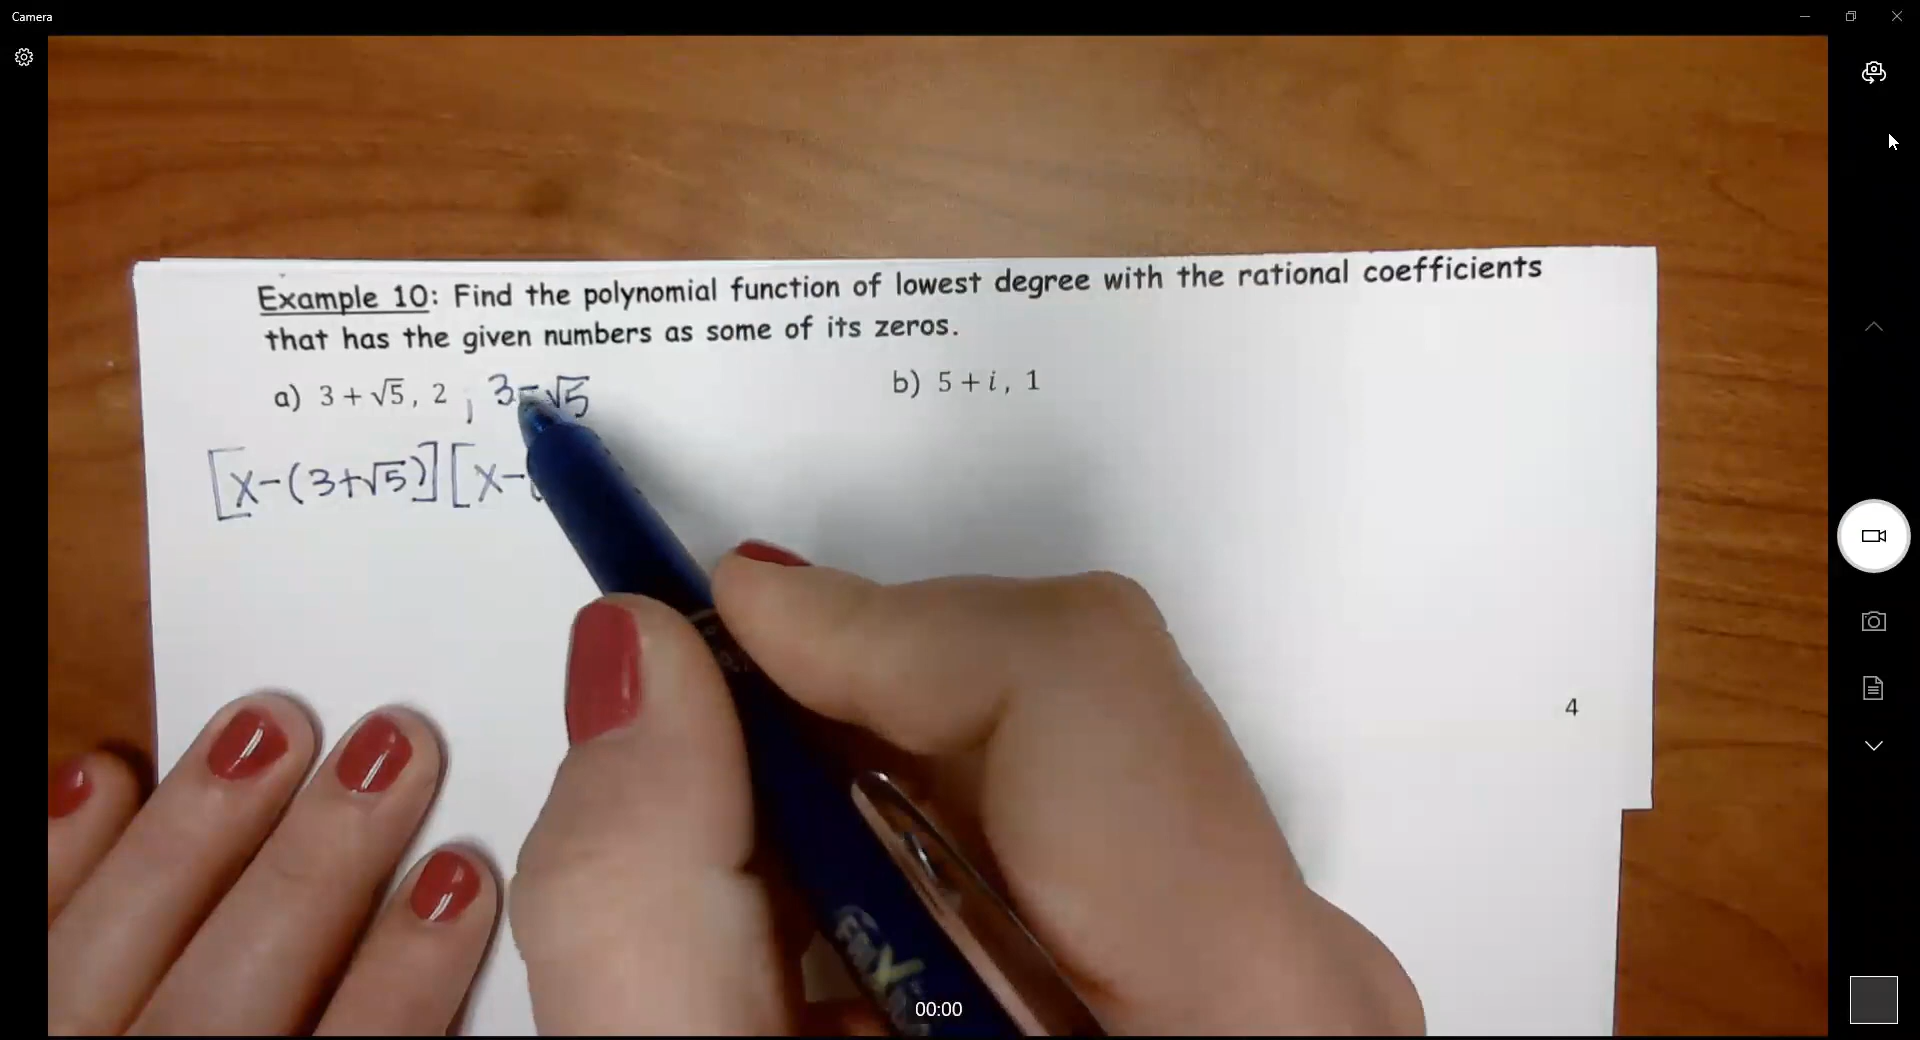 Camera
Example 10: Find the polynomial function of lowest degree with the rational coefficients
that has the given numbers as some of its zeros.
a) 3 + √5, 2 , 3-√5
b) 5 + i, 1
[x-(3+√5)][x-(
4
00:00